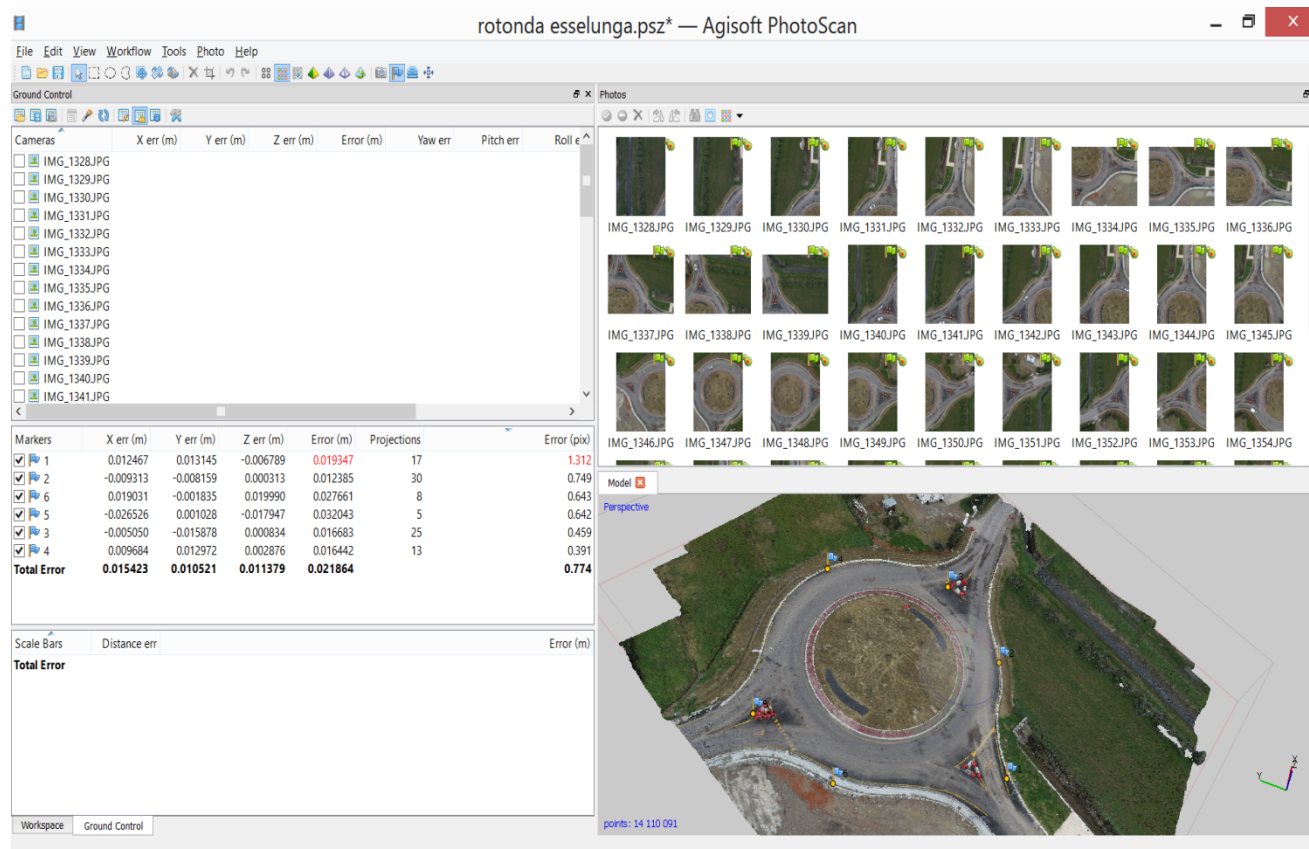 rotonda esselunga.psz* — Agisoft PhotoScan
File Edit View Workflow Tools Photo Help
Ground Control
Cameras X err (m) Y err (m) Z err (m) Error (m) Yaw err Pitch err Roll e
IMG_1328.JPG
IMG_1329.JPG
IMG_1330.JPG
IMG_1331.JPG
IMG_1332.JPG
IMG_1333.JPG
IMG_1334.JPG
IMG_1335.JPG
IMG_1336.JPG
IMG_1337.JPG
IMG_1338.JPG
IMG_1339.JPG
IMG_1340.JPG
IMG_1341.JPG
Markers X err (m) Y err (m) Z err (m) Error (m) Projections Error (pix)
1 0.012467 0.013145 -0.006789 0.019347 17 1.312
2 -0.009313 -0.008159 0.000313 0.012385 30 0.749
6 0.019031 -0.001835 0.019990 0.027661 8 0.643
5 -0.026526 0.001028 -0.017947 0.032043 5 0.642
3 -0.005050 -0.015878 0.000834 0.016683 25 0.459
4 0.009684 0.012972 0.002876 0.016442 13 0.391
Total Error 0.015423 0.010521 0.011379 0.021864 0.774
Scale Bars Distance err Error (m)
Total Error
Workspace Ground Control
Photos
IMG_1328.JPG IMG_1329.JPG IMG_1330.JPG IMG_1331.JPG IMG_1332.JPG IMG_1333.JPG IMG_1334.JPG IMG_1335.JPG IMG_1336.JPG
IMG_1337.JPG IMG_1338.JPG IMG_1339.JPG IMG_1340.JPG IMG_1341.JPG IMG_1342.JPG IMG_1343.JPG IMG_1344.JPG IMG_1345.JPG
IMG_1346.JPG IMG_1347.JPG IMG_1348.JPG IMG_1349.JPG IMG_1350.JPG IMG_1351.JPG IMG_1352.JPG IMG_1353.JPG IMG_1354.JPG
Model
Perspective
6
Y
points: 14 110 091